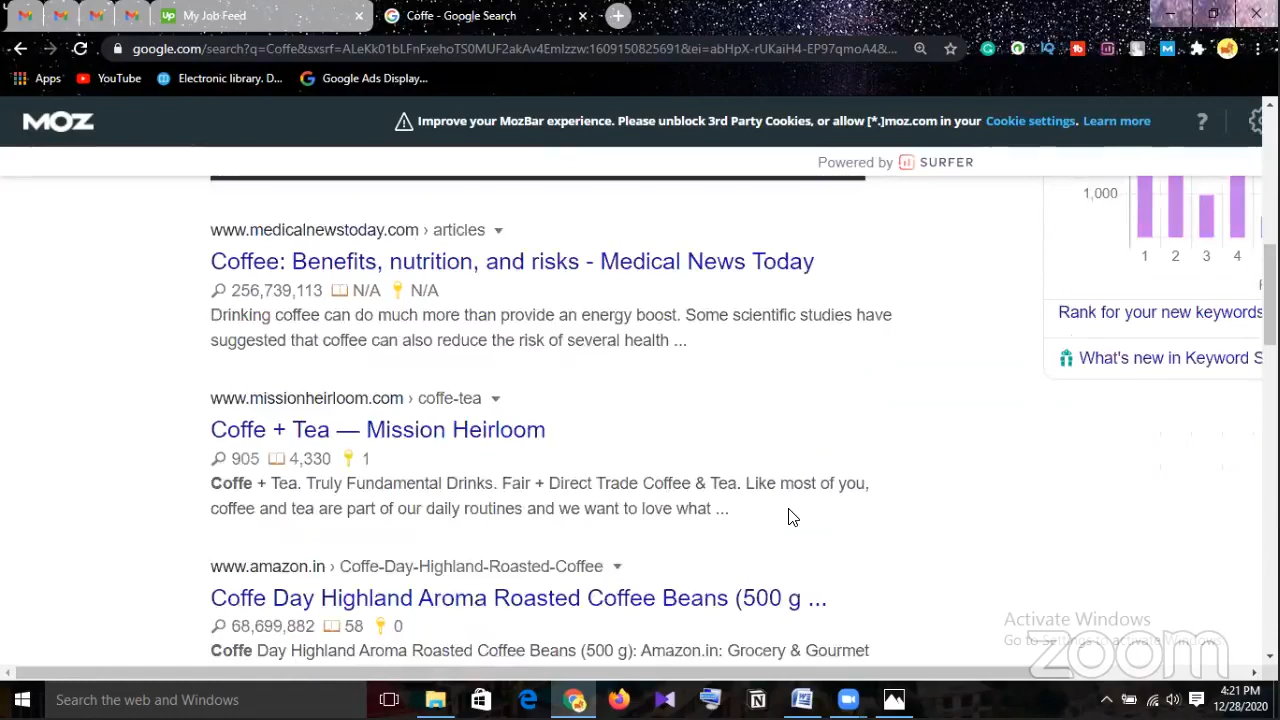 My Job Feed
Coffe - Google Search
google.com/search?q=Coffe&sxsrf=ALeKk01bLFnFxehoTS0MUF2akAv4EmIzzw:1609150825691&ei=abHpX-rUKaiH4-EP97qmoA4&...
Apps
YouTube
Electronic library. D...
Google Ads Display...
MOZ
Improve your MozBar experience. Please unblock 3rd Party Cookies, or allow [*.]moz.com in your Cookie settings. Learn more
Powered by SURFER
1,000
1 2 3 4
www.medicalnewstoday.com › articles
Coffee: Benefits, nutrition, and risks - Medical News Today
256,739,113 N/A N/A
Drinking coffee can do much more than provide an energy boost. Some scientific studies have
suggested that coffee can also reduce the risk of several health ...
Rank for your new keywords
What's new in Keyword S
www.missionheirloom.com › coffe-tea
Coffe + Tea — Mission Heirloom
905 4,330 1
Coffe + Tea. Truly Fundamental Drinks. Fair + Direct Trade Coffee & Tea. Like most of you,
coffee and tea are part of our daily routines and we want to love what ...
www.amazon.in › Coffe-Day-Highland-Roasted-Coffee
Coffe Day Highland Aroma Roasted Coffee Beans (500 g ...
68,699,882 58 0
Coffe Day Highland Aroma Roasted Coffee Beans (500 g): Amazon.in: Grocery & Gourmet
Activate Windows
Go to Settings to activate Windows.
zoom
Search the web and Windows
4:21 PM
12/28/2020